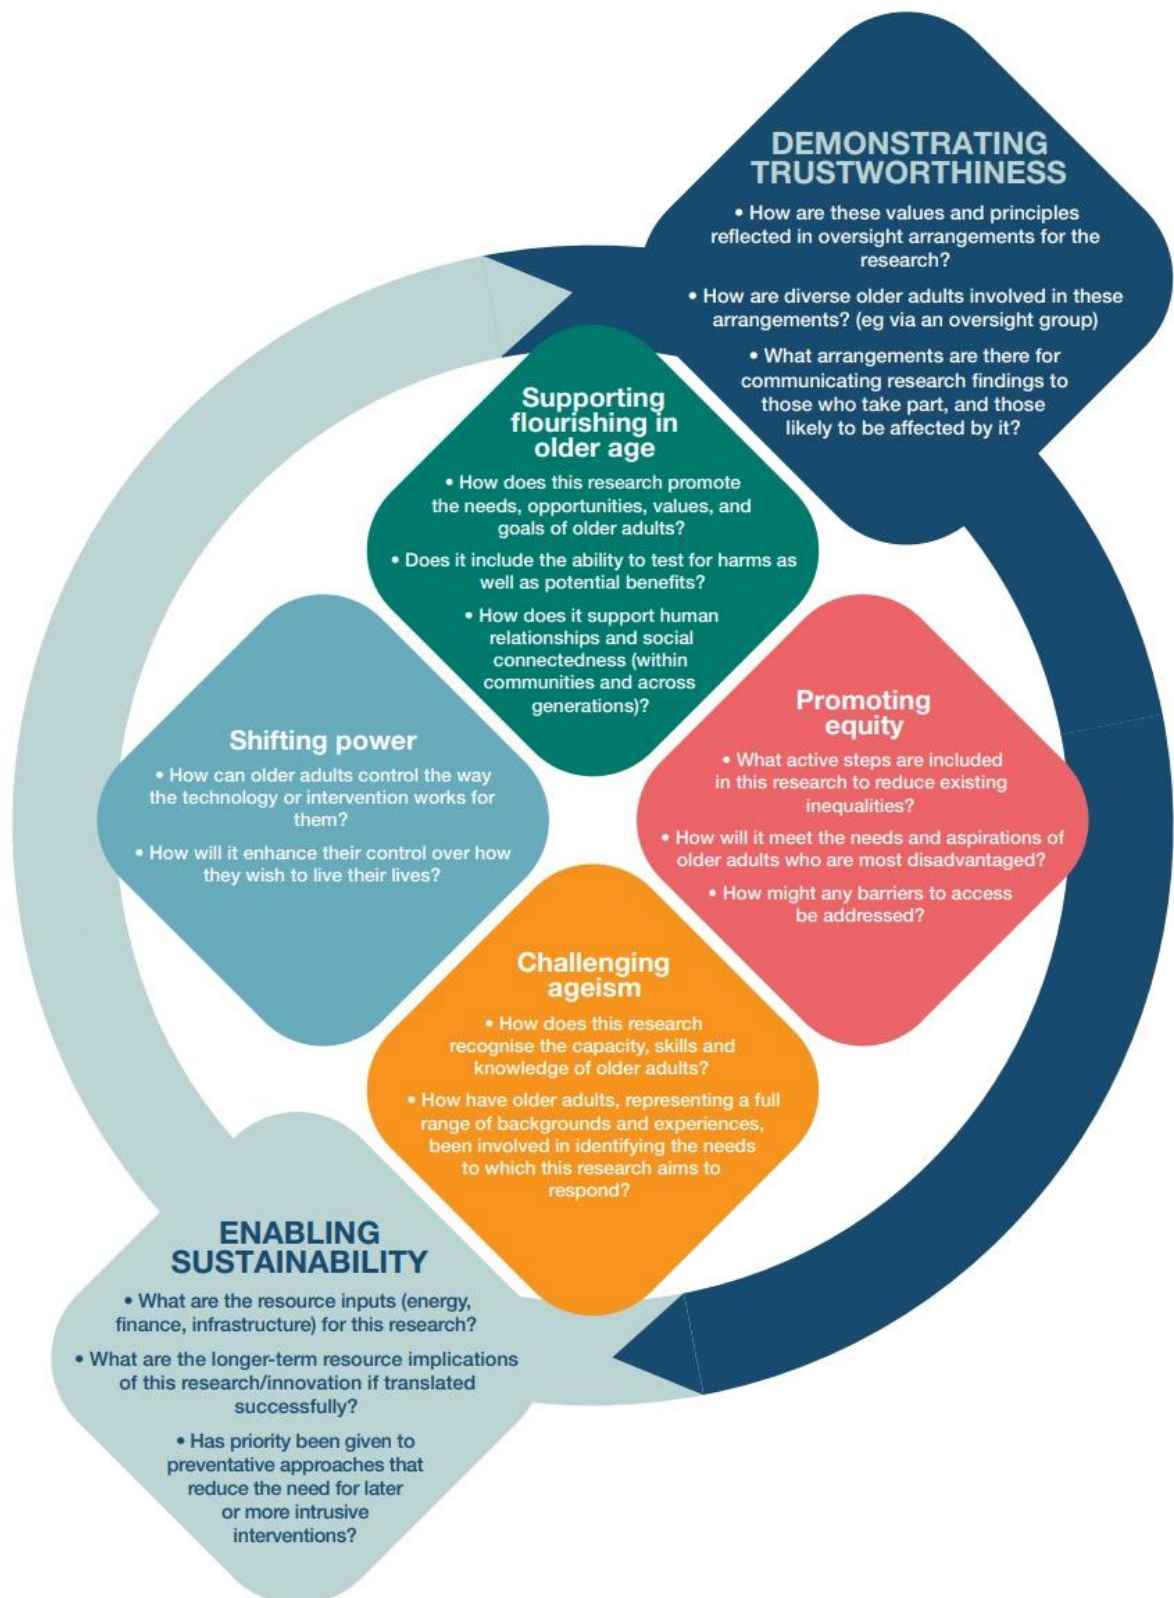 DEMONSTRATING
TRUSTWORTHINESS
• How are these values and principles
reflected in oversight arrangements for the
research?
• How are diverse older adults involved in these
arrangements? (eg via an oversight group)
• What arrangements are there for
communicating research findings to
those who take part, and those
likely to be affected by it?
Supporting
flourishing in
older age
• How does this research promote
the needs, opportunities, values, and
goals of older adults?
• Does it include the ability to test for harms as
well as potential benefits?
• How does it support human
relationships and social
connectedness (within
communities and across
generations)?
Shifting power
• How can older adults control the way
the technology or intervention works for
them?
• How will it enhance their control over how
they wish to live their lives?
Promoting
equity
• What active steps are included
in this research to reduce existing
inequalities?
• How will it meet the needs and aspirations of
older adults who are most disadvantaged?
• How might any barriers to access
be addressed?
Challenging
ageism
• How does this research
recognise the capacity, skills and
knowledge of older adults?
• How have older adults, representing a full
range of backgrounds and experiences,
been involved in identifying the needs
to which this research aims to
respond?
ENABLING
SUSTAINABILITY
• What are the resource inputs (energy,
finance, infrastructure) for this research?
• What are the longer-term resource implications
of this research/innovation if translated
successfully?
• Has priority been given to
preventative approaches that
reduce the need for later
or more intrusive
interventions?